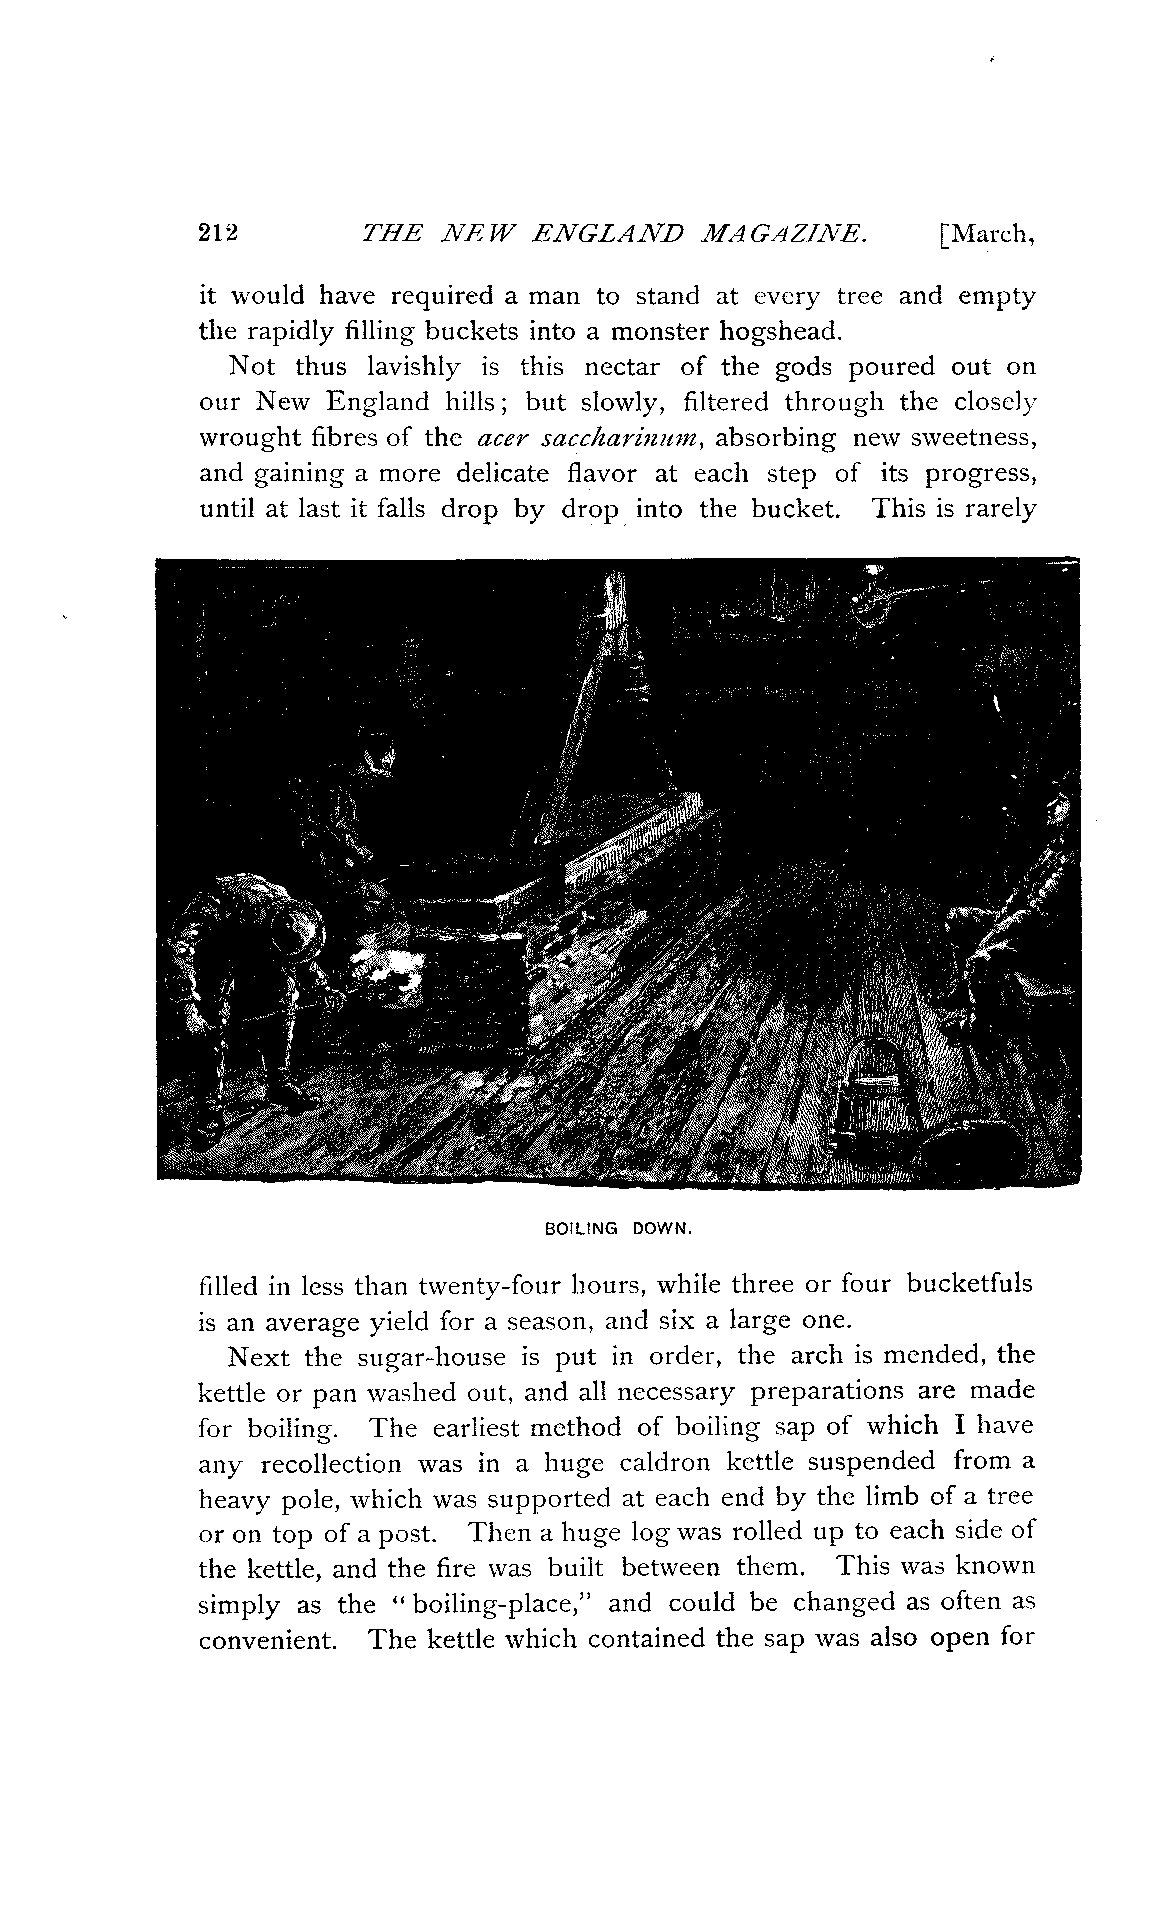 212 THE NEW ENGLAND MAGAZINE. [March,
it would have required a man to stand at every tree and empty
the rapidly filling buckets into a monster hogshead.
Not thus lavishly is this nectar of the gods poured out on
our New England hills; but slowly, filtered through the closely
wrought fibres of the acer saccharinum, absorbing new sweetness,
and gaining a more delicate flavor at each step of its progress,
until at last it falls drop by drop into the bucket. This is rarely
BOILING DOWN.
filled in less than twenty-four hours, while three or four bucketfuls
is an average yield for a season, and six a large one.
Next the sugar-house is put in order, the arch is mended, the
kettle or pan washed out, and all necessary preparations are made
for boiling. The earliest method of boiling sap of which I have
any recollection was in a huge caldron kettle suspended from a
heavy pole, which was supported at each end by the limb of a tree
or on top of a post. Then a huge log was rolled up to each side of
the kettle, and the fire was built between them. This was known
simply as the "boiling-place," and could be changed as often as
convenient. The kettle which contained the sap was also open for